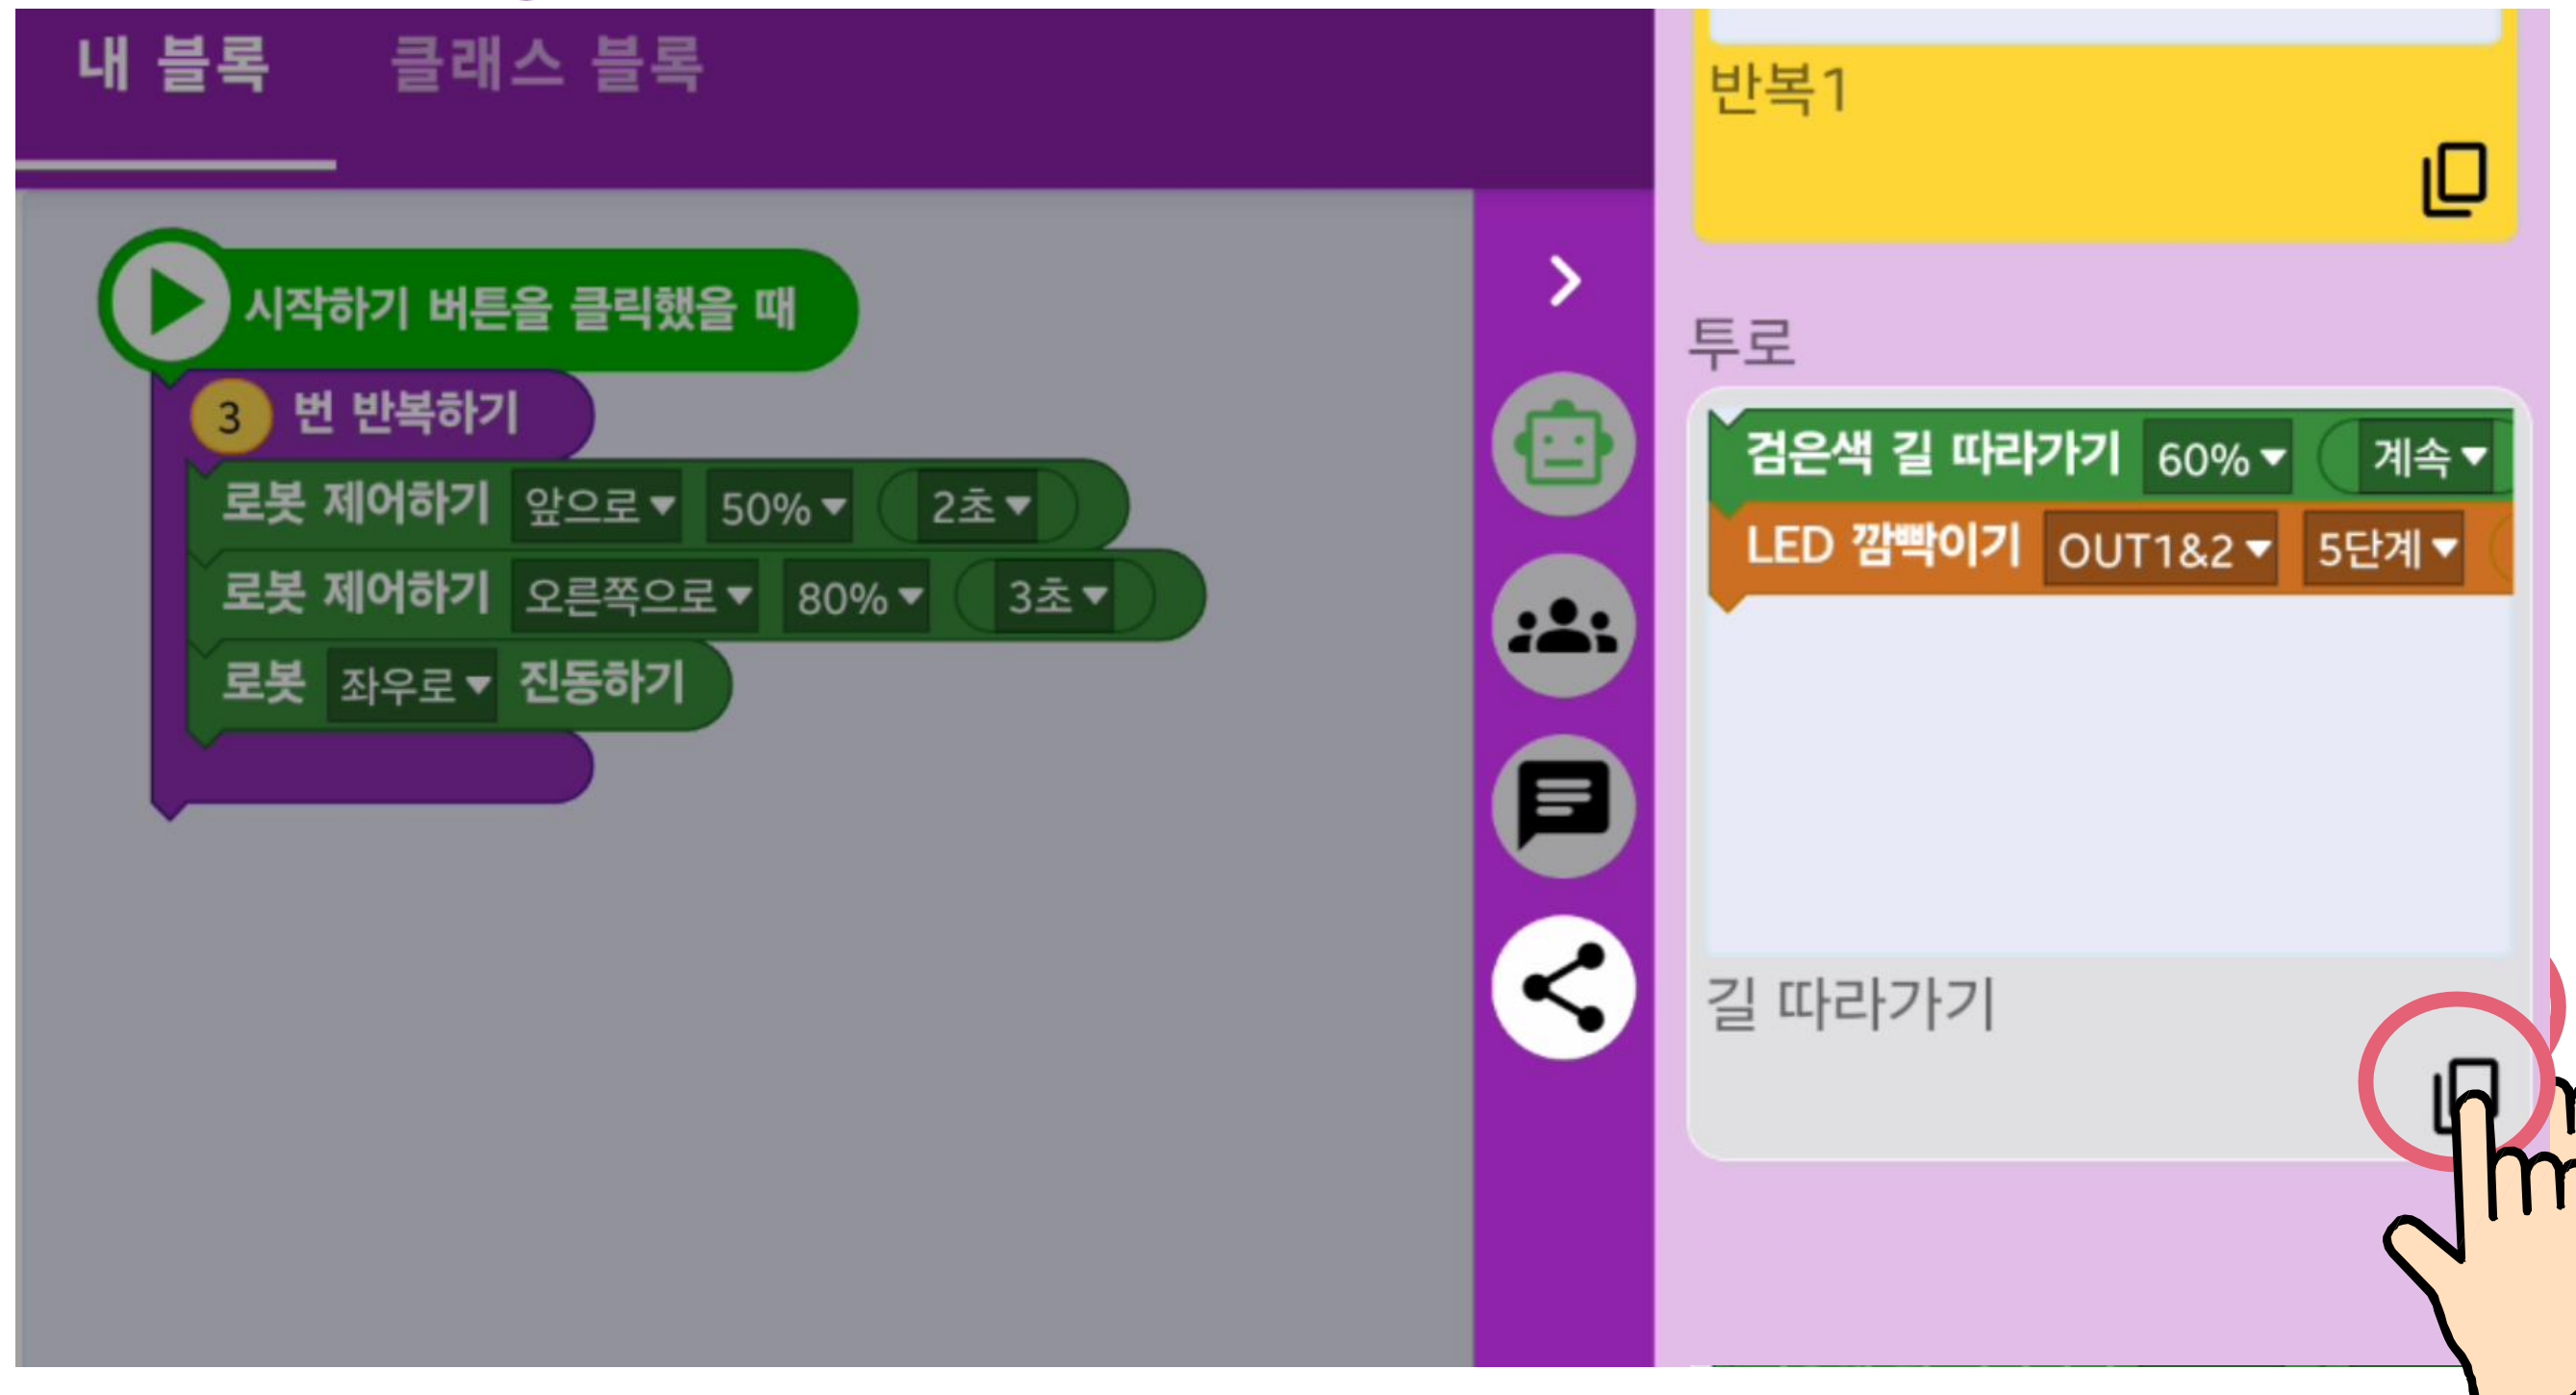 내 블록 클래스 블록
시작하기 버튼을 클릭했을 때
3 번 반복하기
로봇 제어하기 앞으로 50% 2초
로봇 제어하기 오른쪽으로 80% 3초
로봇 좌우로 진동하기
반복1
투로
검은색 길 따라가기 60% 계속
LED 깜빡이기 OUT1&2 5단계
길 따라가기